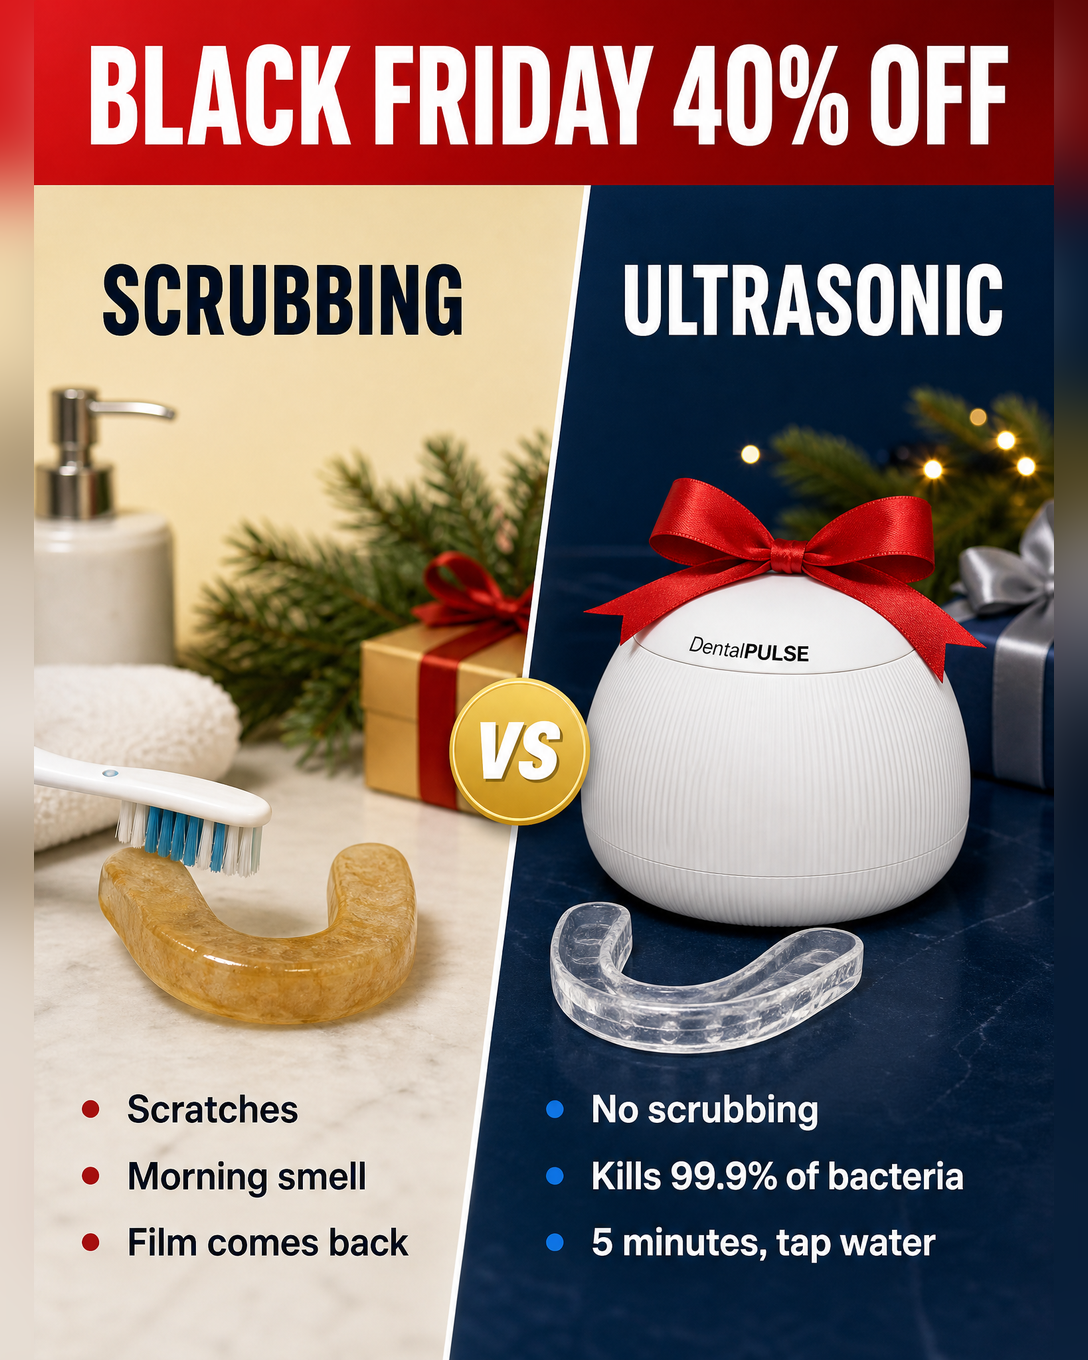 BLACK FRIDAY 40% OFF
SCRUBBING
ULTRASONIC
DentalPULSE
VS
Scratches
Morning smell
Film comes back
No scrubbing
Kills 99.9% of bacteria
5 minutes, tap water